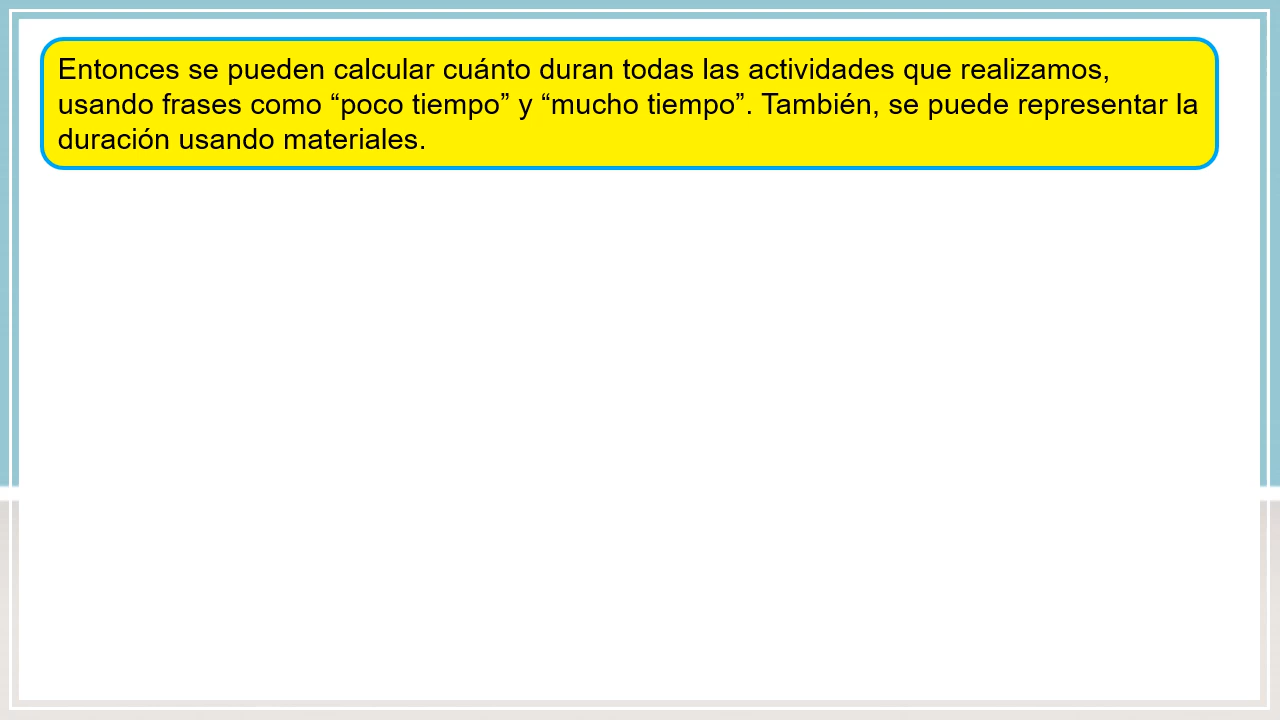 Entonces se pueden calcular cuánto duran todas las actividades que realizamos,
usando frases como “poco tiempo” y “mucho tiempo”. También, se puede representar la
duración usando materiales.